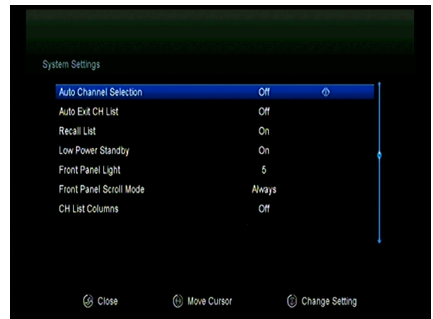 System Settings
Auto Channel Selection Off
Auto Exit CH List Off
Recall List On
Low Power Standby On
Front Panel Light 5
Front Panel Scroll Mode Always
CH List Columns Off
Close Move Cursor Change Setting